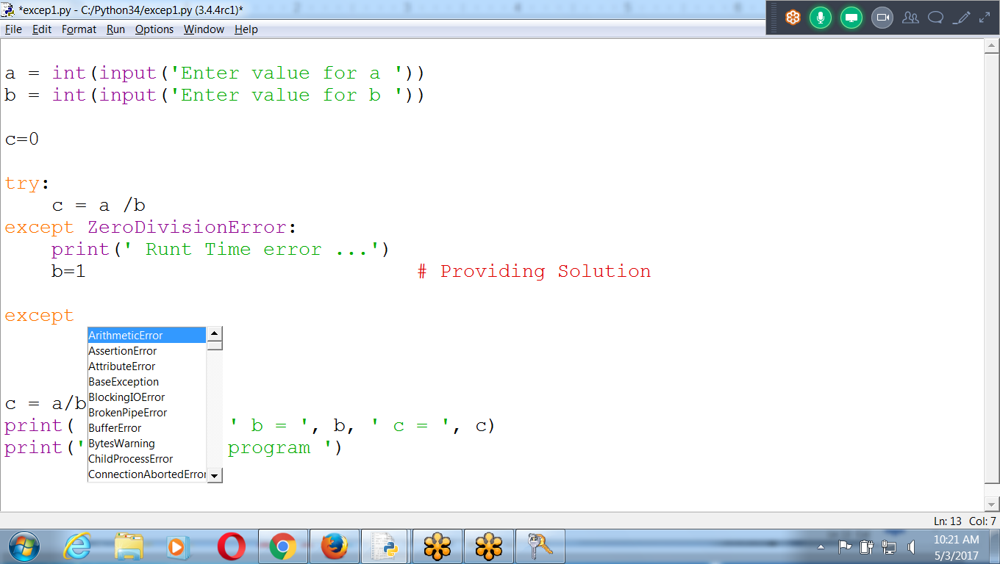 *excep1.py - C:/Python34/excep1.py (3.4.4rc1)*
File Edit Format Run Options Window Help
a = int(input('Enter value for a '))
b = int(input('Enter value for b '))
c=0
try:
    c = a /b
except ZeroDivisionError:
    print(' Runt Time error ...')
    b=1 # Providing Solution
except
ArithmeticError
AssertionError
AttributeError
BaseException
BlockingIOError
BrokenPipeError
BufferError
BytesWarning
ChildProcessError
ConnectionAbortedError
c = a/b
print( ' b = ', b, ' c = ', c)
print(' program ')
Ln: 13 Col: 7
10:21 AM
5/3/2017